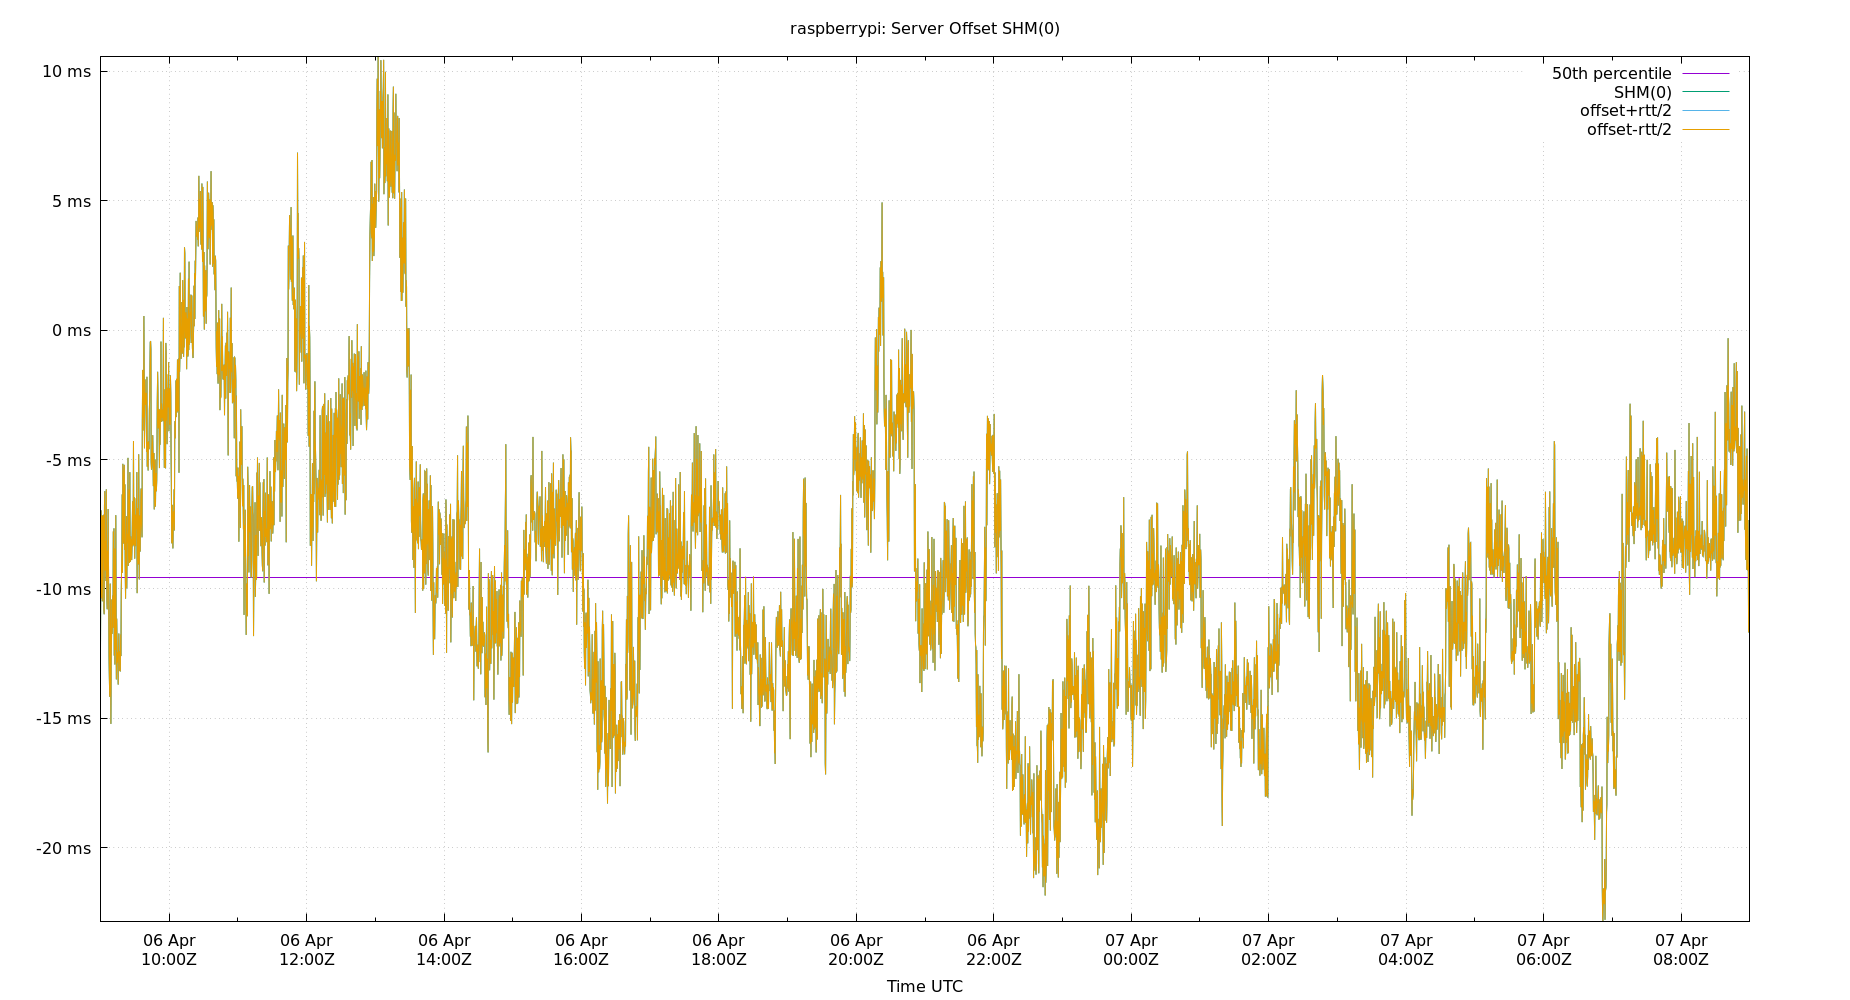 raspberrypi: Server Offset SHM(0)
10 ms
5 ms
0 ms
-5 ms
-10 ms
-15 ms
-20 ms
50th percentile
SHM(0)
offset+rtt/2
offset-rtt/2
06 Apr 06 Apr 06 Apr 06 Apr 06 Apr 06 Apr 06 Apr 07 Apr 07 Apr 07 Apr 07 Apr 07 Apr
10:00Z 12:00Z 14:00Z 16:00Z 18:00Z 20:00Z 22:00Z 00:00Z 02:00Z 04:00Z 06:00Z 08:00Z
Time UTC